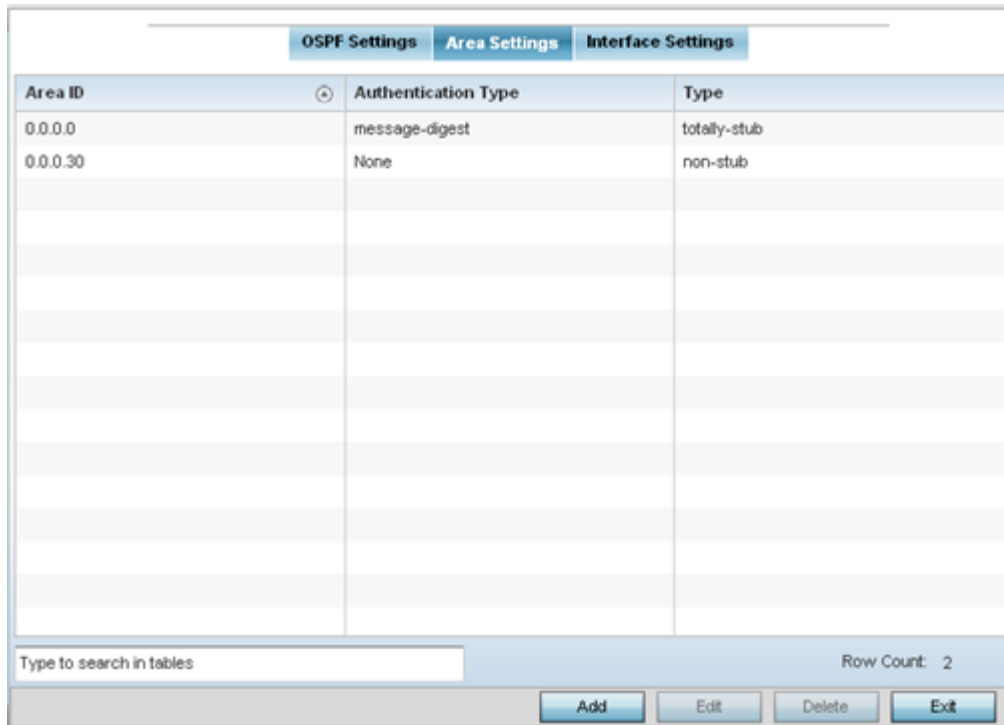 OSPF Settings Area Settings Interface Settings
Area ID Authentication Type Type
0.0.0.0 message-digest totally-stub
0.0.0.30 None non-stub
Type to search in tables Row Count: 2
Add Edit Delete Exit